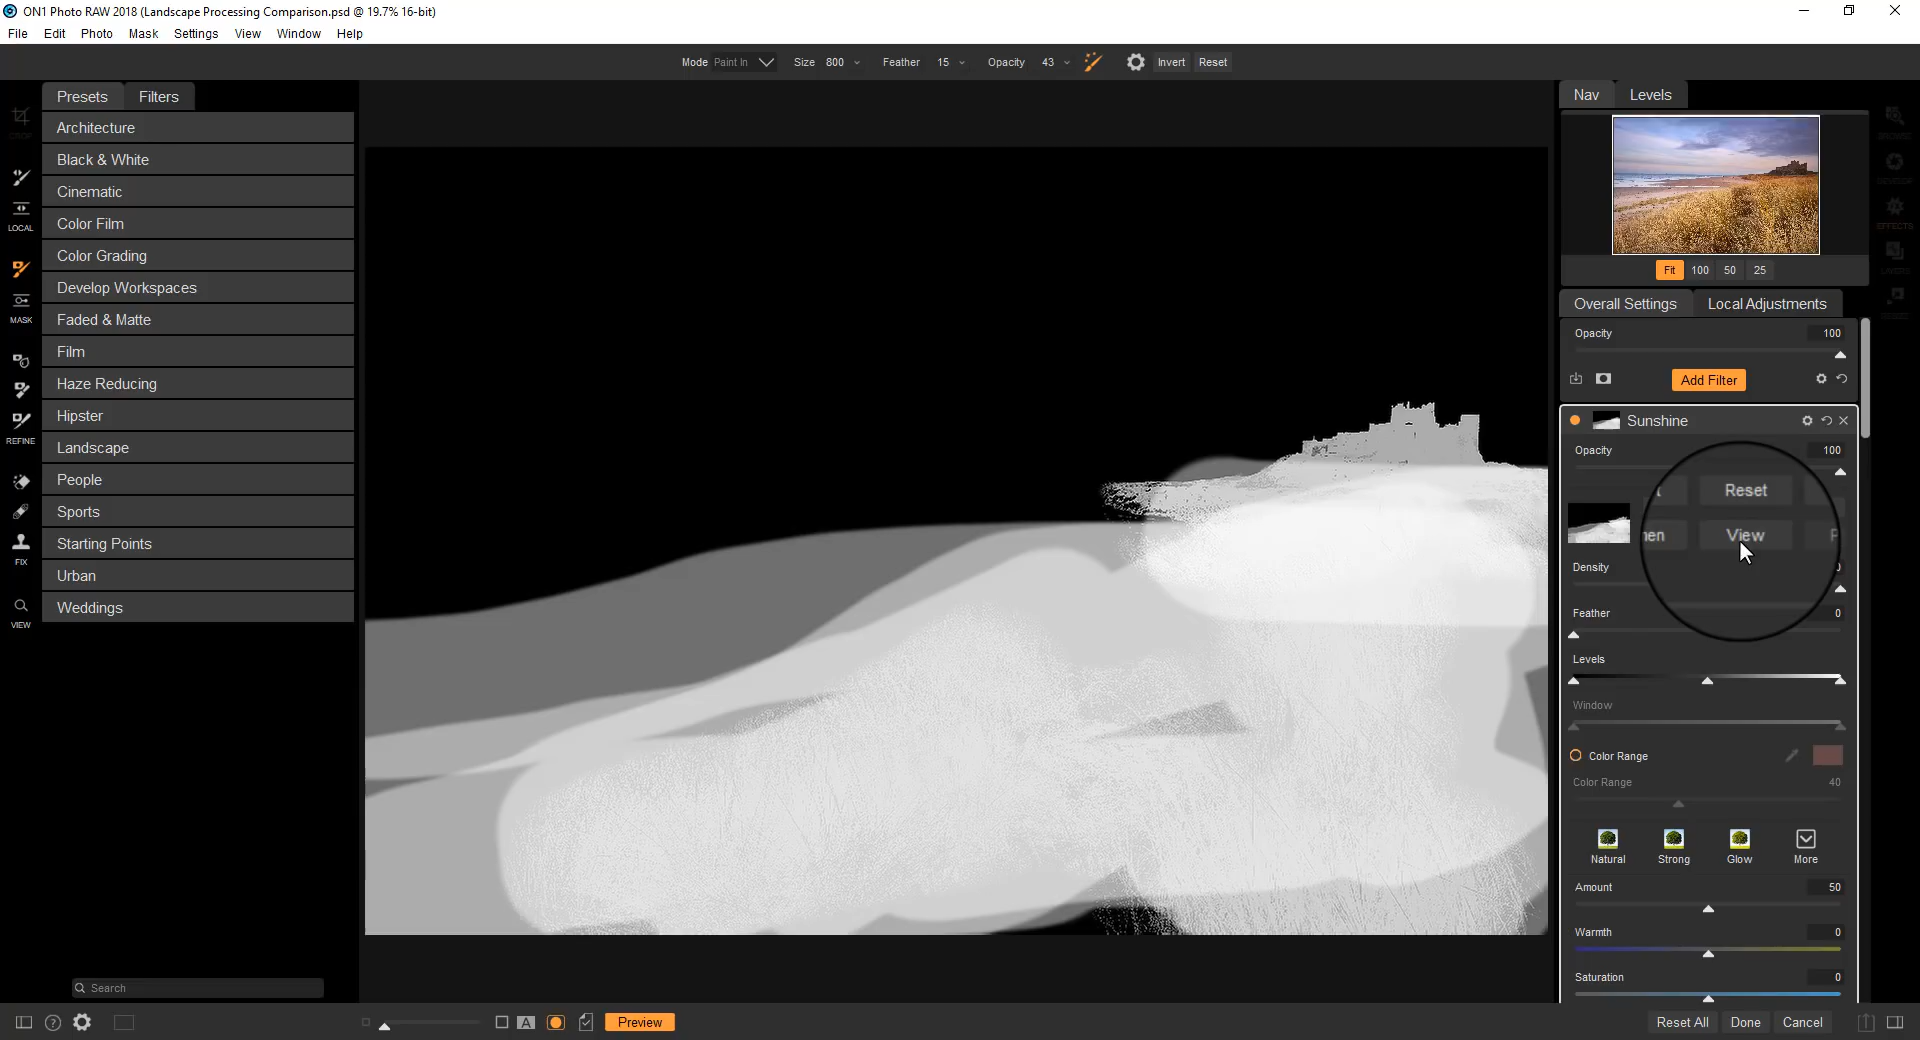 ON1 Photo RAW 2018 (Landscape Processing Comparison.psd @ 19.7% 16-bit)
File Edit Photo Mask Settings View Window Help
Mode Paint In Size 800 Feather 15 Opacity 43 Invert Reset
Presets Filters
Architecture
Black & White
Cinematic
Color Film
Color Grading
Develop Workspaces
Faded & Matte
Film
Haze Reducing
Hipster
Landscape
People
Sports
Starting Points
Urban
Weddings
LOCAL
MASK
REFINE
FIX
VIEW
Search
Preview
Nav Levels
Fit 100 50 25
Overall Settings Local Adjustments
Opacity 100
Add Filter
Sunshine
Opacity 100
Reset
View
Density
Feather 0
Levels
Window
Color Range
Color Range 40
Natural Strong Glow More
Amount 50
Warmth 0
Saturation 0
Reset All Done Cancel